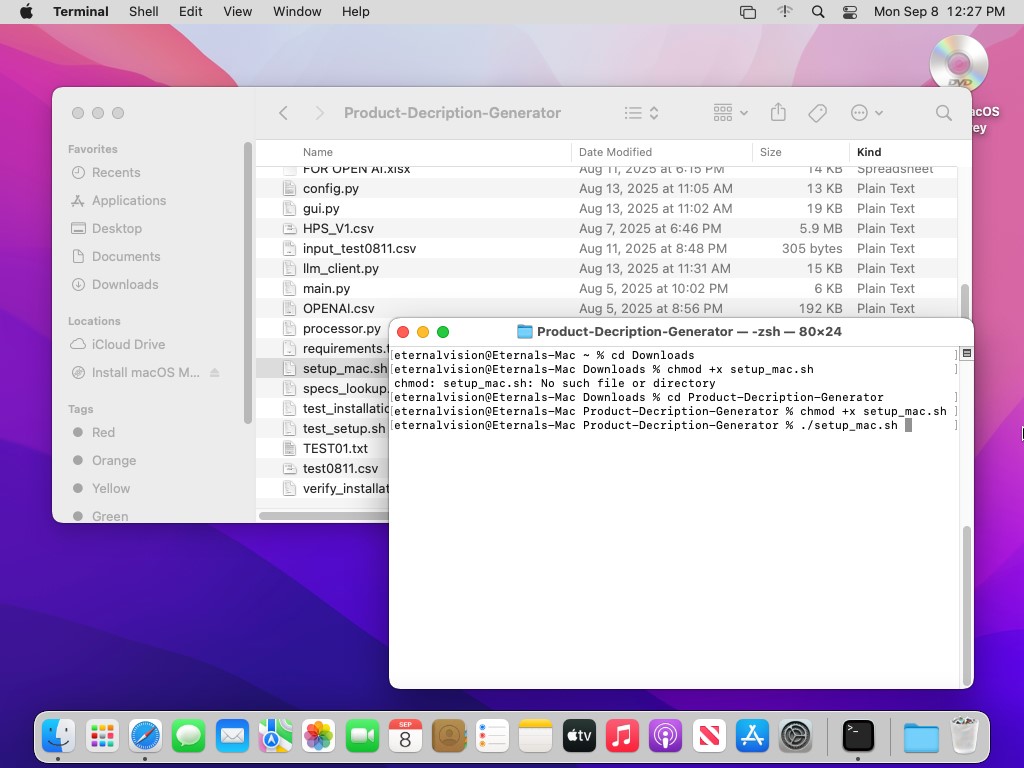 Terminal Shell Edit View Window Help Mon Sep 8 12:27 PM
DVD
acOS
ey
Product-Decription-Generator
Favorites
Recents
Applications
Desktop
Documents
Downloads
Locations
iCloud Drive
Install macOS M...
Tags
Red
Orange
Yellow
Green
Name Date Modified Size Kind
FOR OPEN AI.xlsx Aug 11, 2025 at 6:15 PM 14 KB Spreadsheet
config.py Aug 13, 2025 at 11:05 AM 13 KB Plain Text
gui.py Aug 13, 2025 at 11:02 AM 19 KB Plain Text
HPS_V1.csv Aug 7, 2025 at 6:46 PM 5.9 MB Plain Text
input_test0811.csv Aug 11, 2025 at 8:48 PM 305 bytes Plain Text
llm_client.py Aug 13, 2025 at 11:31 AM 15 KB Plain Text
main.py Aug 5, 2025 at 10:02 PM 6 KB Plain Text
OPENAI.csv Aug 5, 2025 at 8:56 PM 192 KB Plain Text
processor.py
requirements.t
setup_mac.sh
specs_lookup.
test_installatio
test_setup.sh
TEST01.txt
test0811.csv
verify_installat
Product-Decription-Generator — -zsh — 80×24
[eternalvision@Eternals-Mac ~ % cd Downloads ]
[eternalvision@Eternals-Mac Downloads % chmod +x setup_mac.sh ]
chmod: setup_mac.sh: No such file or directory
[eternalvision@Eternals-Mac Downloads % cd Product-Decription-Generator ]
[eternalvision@Eternals-Mac Product-Decription-Generator % chmod +x setup_mac.sh ]
[eternalvision@Eternals-Mac Product-Decription-Generator % ./setup_mac.sh ]
SEP
8
tv
>_